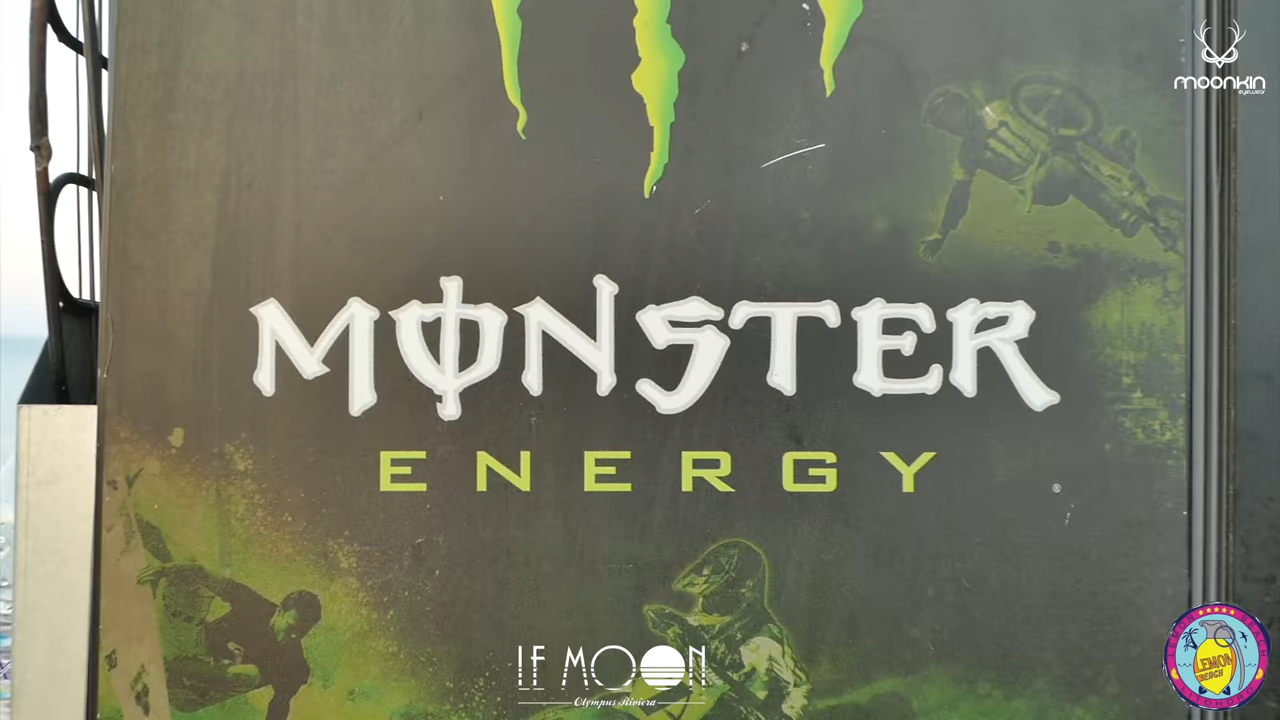 moonkin
eyewear
MONSTER
ENERGY
®
LE MOON
Olympus Riviera
LEMON
BEACH